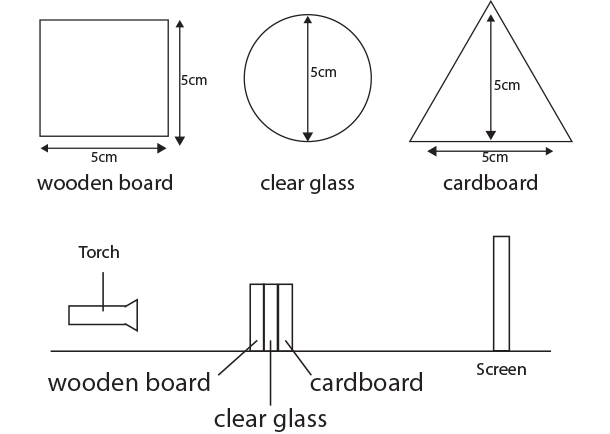 5cm
5cm
wooden board
5cm
clear glass
5cm
5cm
cardboard
Torch
wooden board
clear glass
cardboard
Screen